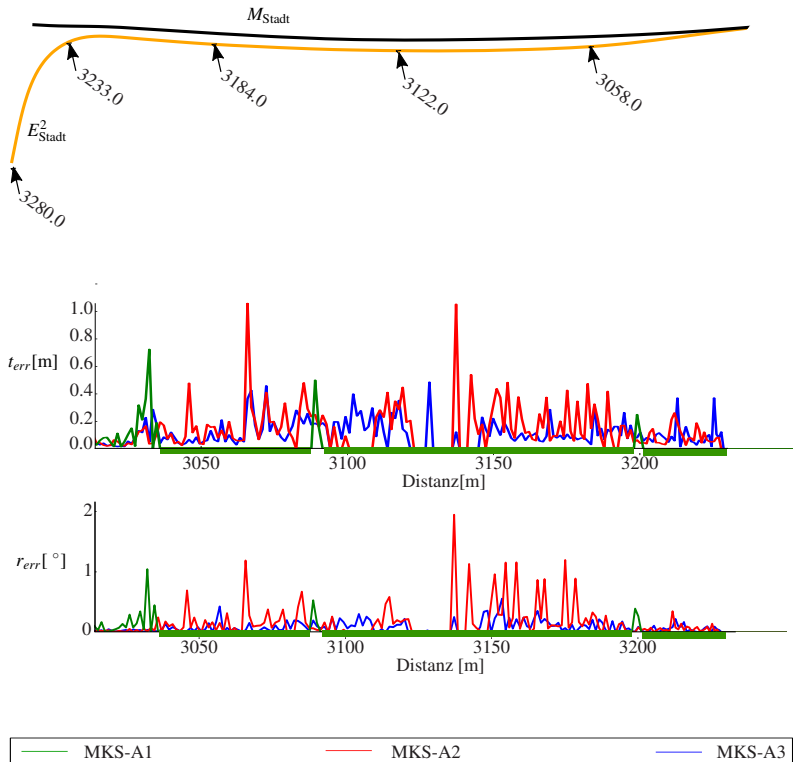 M_Stadt
3233.0
3184.0
3122.0
3058.0
E²_Stadt
3280.0
1.0
0.8
0.6
t_err[m]
0.4
0.2
0.0
3050
3100
3150
3200
Distanz[m]
2
r_err[°]
1
0
3050
3100
3150
3200
Distanz [m]
MKS-A1
MKS-A2
MKS-A3